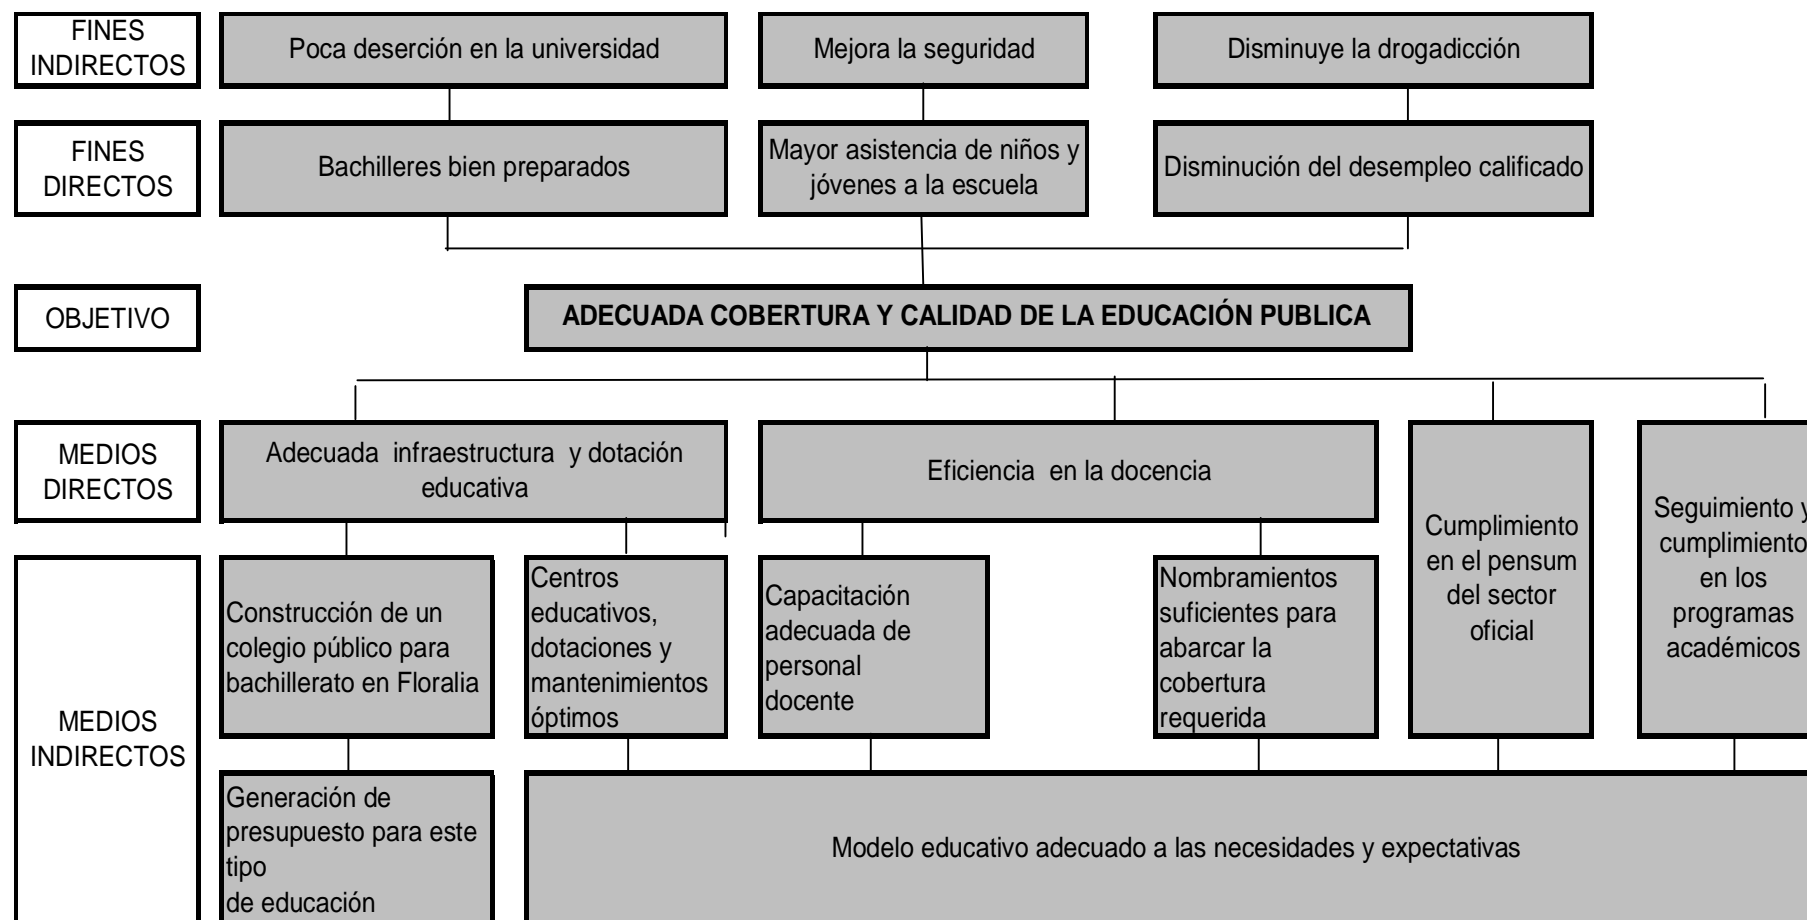 FINES
INDIRECTOS
Poca deserción en la universidad
Mejora la seguridad
Disminuye la drogadicción
FINES
DIRECTOS
Bachilleres bien preparados
Mayor asistencia de niños y
jóvenes a la escuela
Disminución del desempleo calificado
OBJETIVO
ADECUADA COBERTURA Y CALIDAD DE LA EDUCACIÓN PUBLICA
MEDIOS
DIRECTOS
Adecuada infraestructura y dotación
educativa
Eficiencia en la docencia
Cumplimiento
en el pensum
del sector
oficial
Seguimiento y
cumplimiento
en los
programas
académicos
MEDIOS
INDIRECTOS
Construcción de un
colegio público para
bachillerato en Floralia
Centros
educativos,
dotaciones y
mantenimientos
óptimos
Capacitación
adecuada de
personal
docente
Nombramientos
suficientes para
abarcar la
cobertura
requerida
Generación de
presupuesto para este
tipo
de educación
Modelo educativo adecuado a las necesidades y expectativas